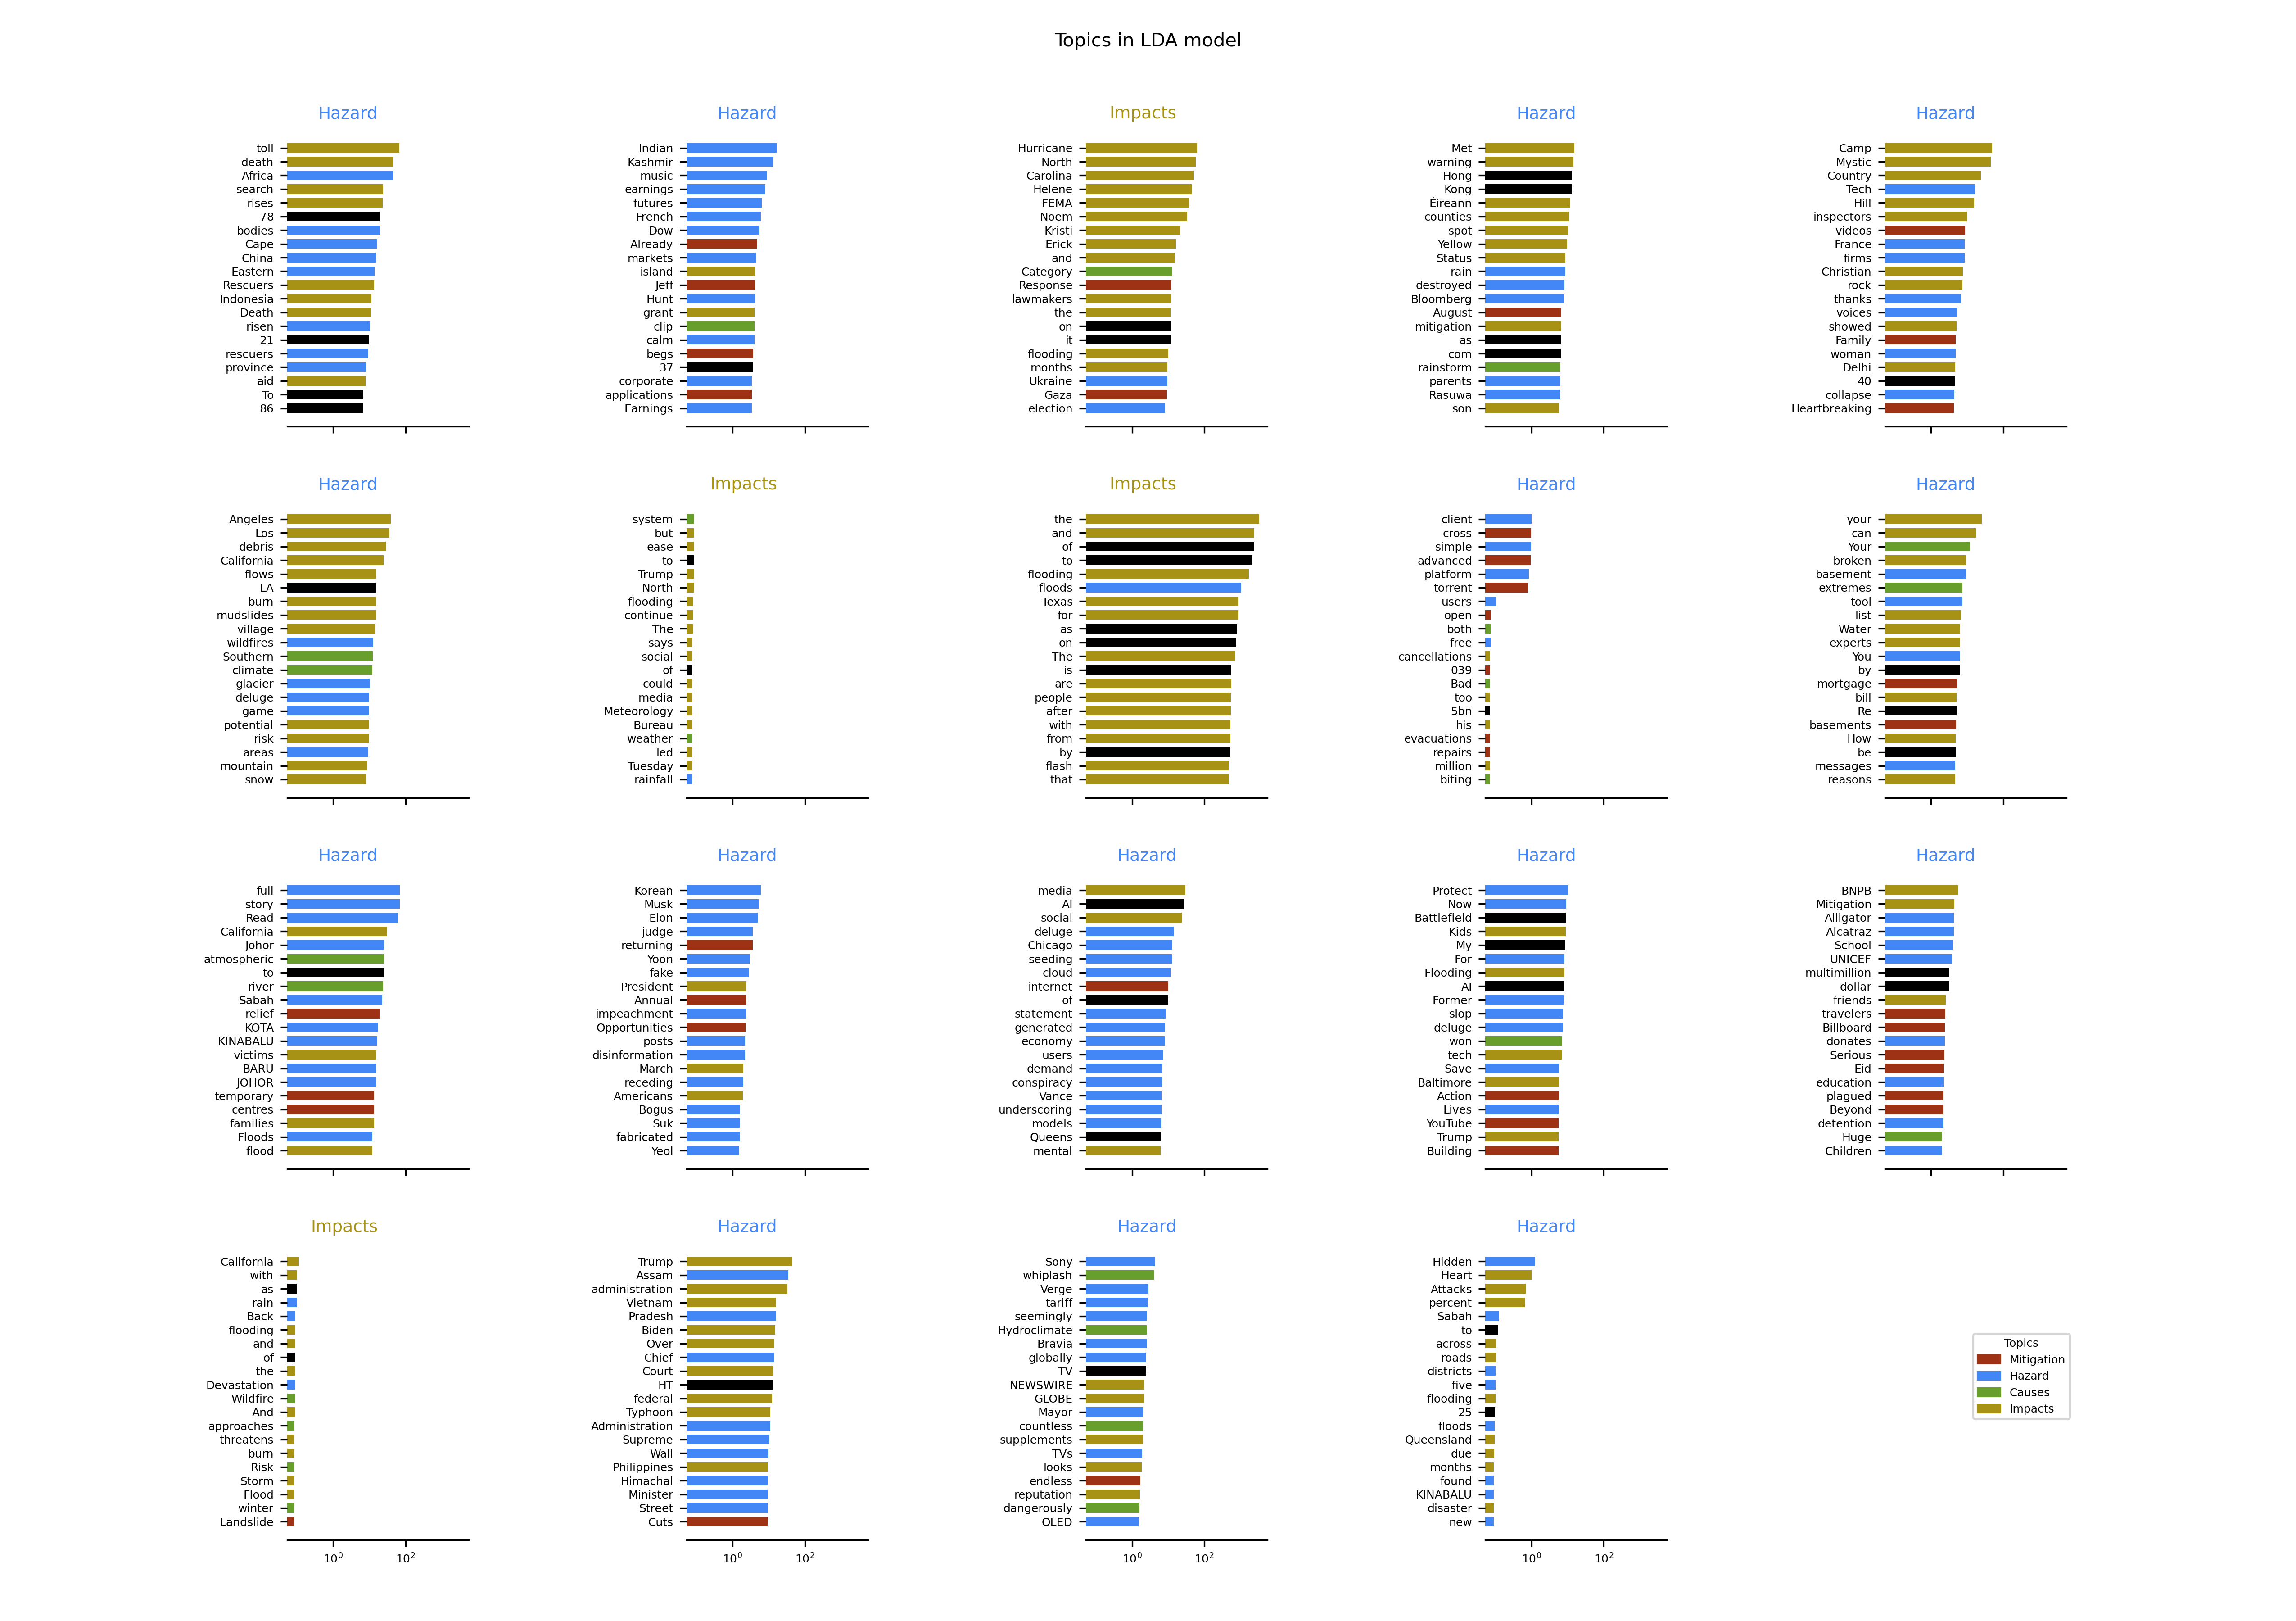 Topics in LDA model
Hazard
toll
death
Africa
search
rises
78
bodies
Cape
China
Eastern
Rescuers
Indonesia
Death
risen
21
rescuers
province
aid
To
86
Hazard
Indian
Kashmir
music
earnings
futures
French
Dow
Already
markets
island
Jeff
Hunt
grant
clip
calm
begs
37
corporate
applications
Earnings
Impacts
Hurricane
North
Carolina
Helene
FEMA
Noem
Kristi
Erick
and
Category
Response
lawmakers
the
on
it
flooding
months
Ukraine
Gaza
election
Hazard
Met
warning
Hong
Kong
Éireann
counties
spot
Yellow
Status
rain
destroyed
Bloomberg
August
mitigation
as
com
rainstorm
parents
Rasuwa
son
Hazard
Camp
Mystic
Country
Tech
Hill
inspectors
videos
France
firms
Christian
rock
thanks
voices
showed
Family
woman
Delhi
40
collapse
Heartbreaking
Hazard
Angeles
Los
debris
California
flows
LA
burn
mudslides
village
wildfires
Southern
climate
glacier
deluge
game
potential
risk
areas
mountain
snow
Impacts
system
but
ease
to
Trump
North
flooding
continue
The
says
social
of
could
media
Meteorology
Bureau
weather
led
Tuesday
rainfall
Impacts
the
and
of
to
flooding
floods
Texas
for
as
on
The
is
are
people
after
with
from
by
flash
that
Hazard
client
cross
simple
advanced
platform
torrent
users
open
both
free
cancellations
039
Bad
too
5bn
his
evacuations
repairs
million
biting
Hazard
your
can
Your
broken
basement
extremes
tool
list
Water
experts
You
by
mortgage
bill
Re
basements
How
be
messages
reasons
Hazard
full
story
Read
California
Johor
atmospheric
to
river
Sabah
relief
KOTA
KINABALU
victims
BARU
JOHOR
temporary
centres
families
Floods
flood
Hazard
Korean
Musk
Elon
judge
returning
Yoon
fake
President
Annual
impeachment
Opportunities
posts
disinformation
March
receding
Americans
Bogus
Suk
fabricated
Yeol
Hazard
media
AI
social
deluge
Chicago
seeding
cloud
internet
of
statement
generated
economy
users
demand
conspiracy
Vance
underscoring
models
Queens
mental
Hazard
Protect
Now
Battlefield
Kids
My
For
Flooding
AI
Former
slop
deluge
won
tech
Save
Baltimore
Action
Lives
YouTube
Trump
Building
Hazard
BNPB
Mitigation
Alligator
Alcatraz
School
UNICEF
multimillion
dollar
friends
travelers
Billboard
donates
Serious
Eid
education
plagued
Beyond
detention
Huge
Children
Impacts
California
with
as
rain
Back
flooding
and
of
the
Devastation
Wildfire
And
approaches
threatens
burn
Risk
Storm
Flood
winter
Landslide
10⁰ 10²
Hazard
Trump
Assam
administration
Vietnam
Pradesh
Biden
Over
Chief
Court
HT
federal
Typhoon
Administration
Supreme
Wall
Philippines
Himachal
Minister
Street
Cuts
10⁰ 10²
Hazard
Sony
whiplash
Verge
tariff
seemingly
Hydroclimate
Bravia
globally
TV
NEWSWIRE
GLOBE
Mayor
countless
supplements
TVs
looks
endless
reputation
dangerously
OLED
10⁰ 10²
Hazard
Hidden
Heart
Attacks
percent
Sabah
to
across
roads
districts
five
flooding
25
floods
Queensland
due
months
found
KINABALU
disaster
new
10⁰ 10²
Topics
Mitigation
Hazard
Causes
Impacts